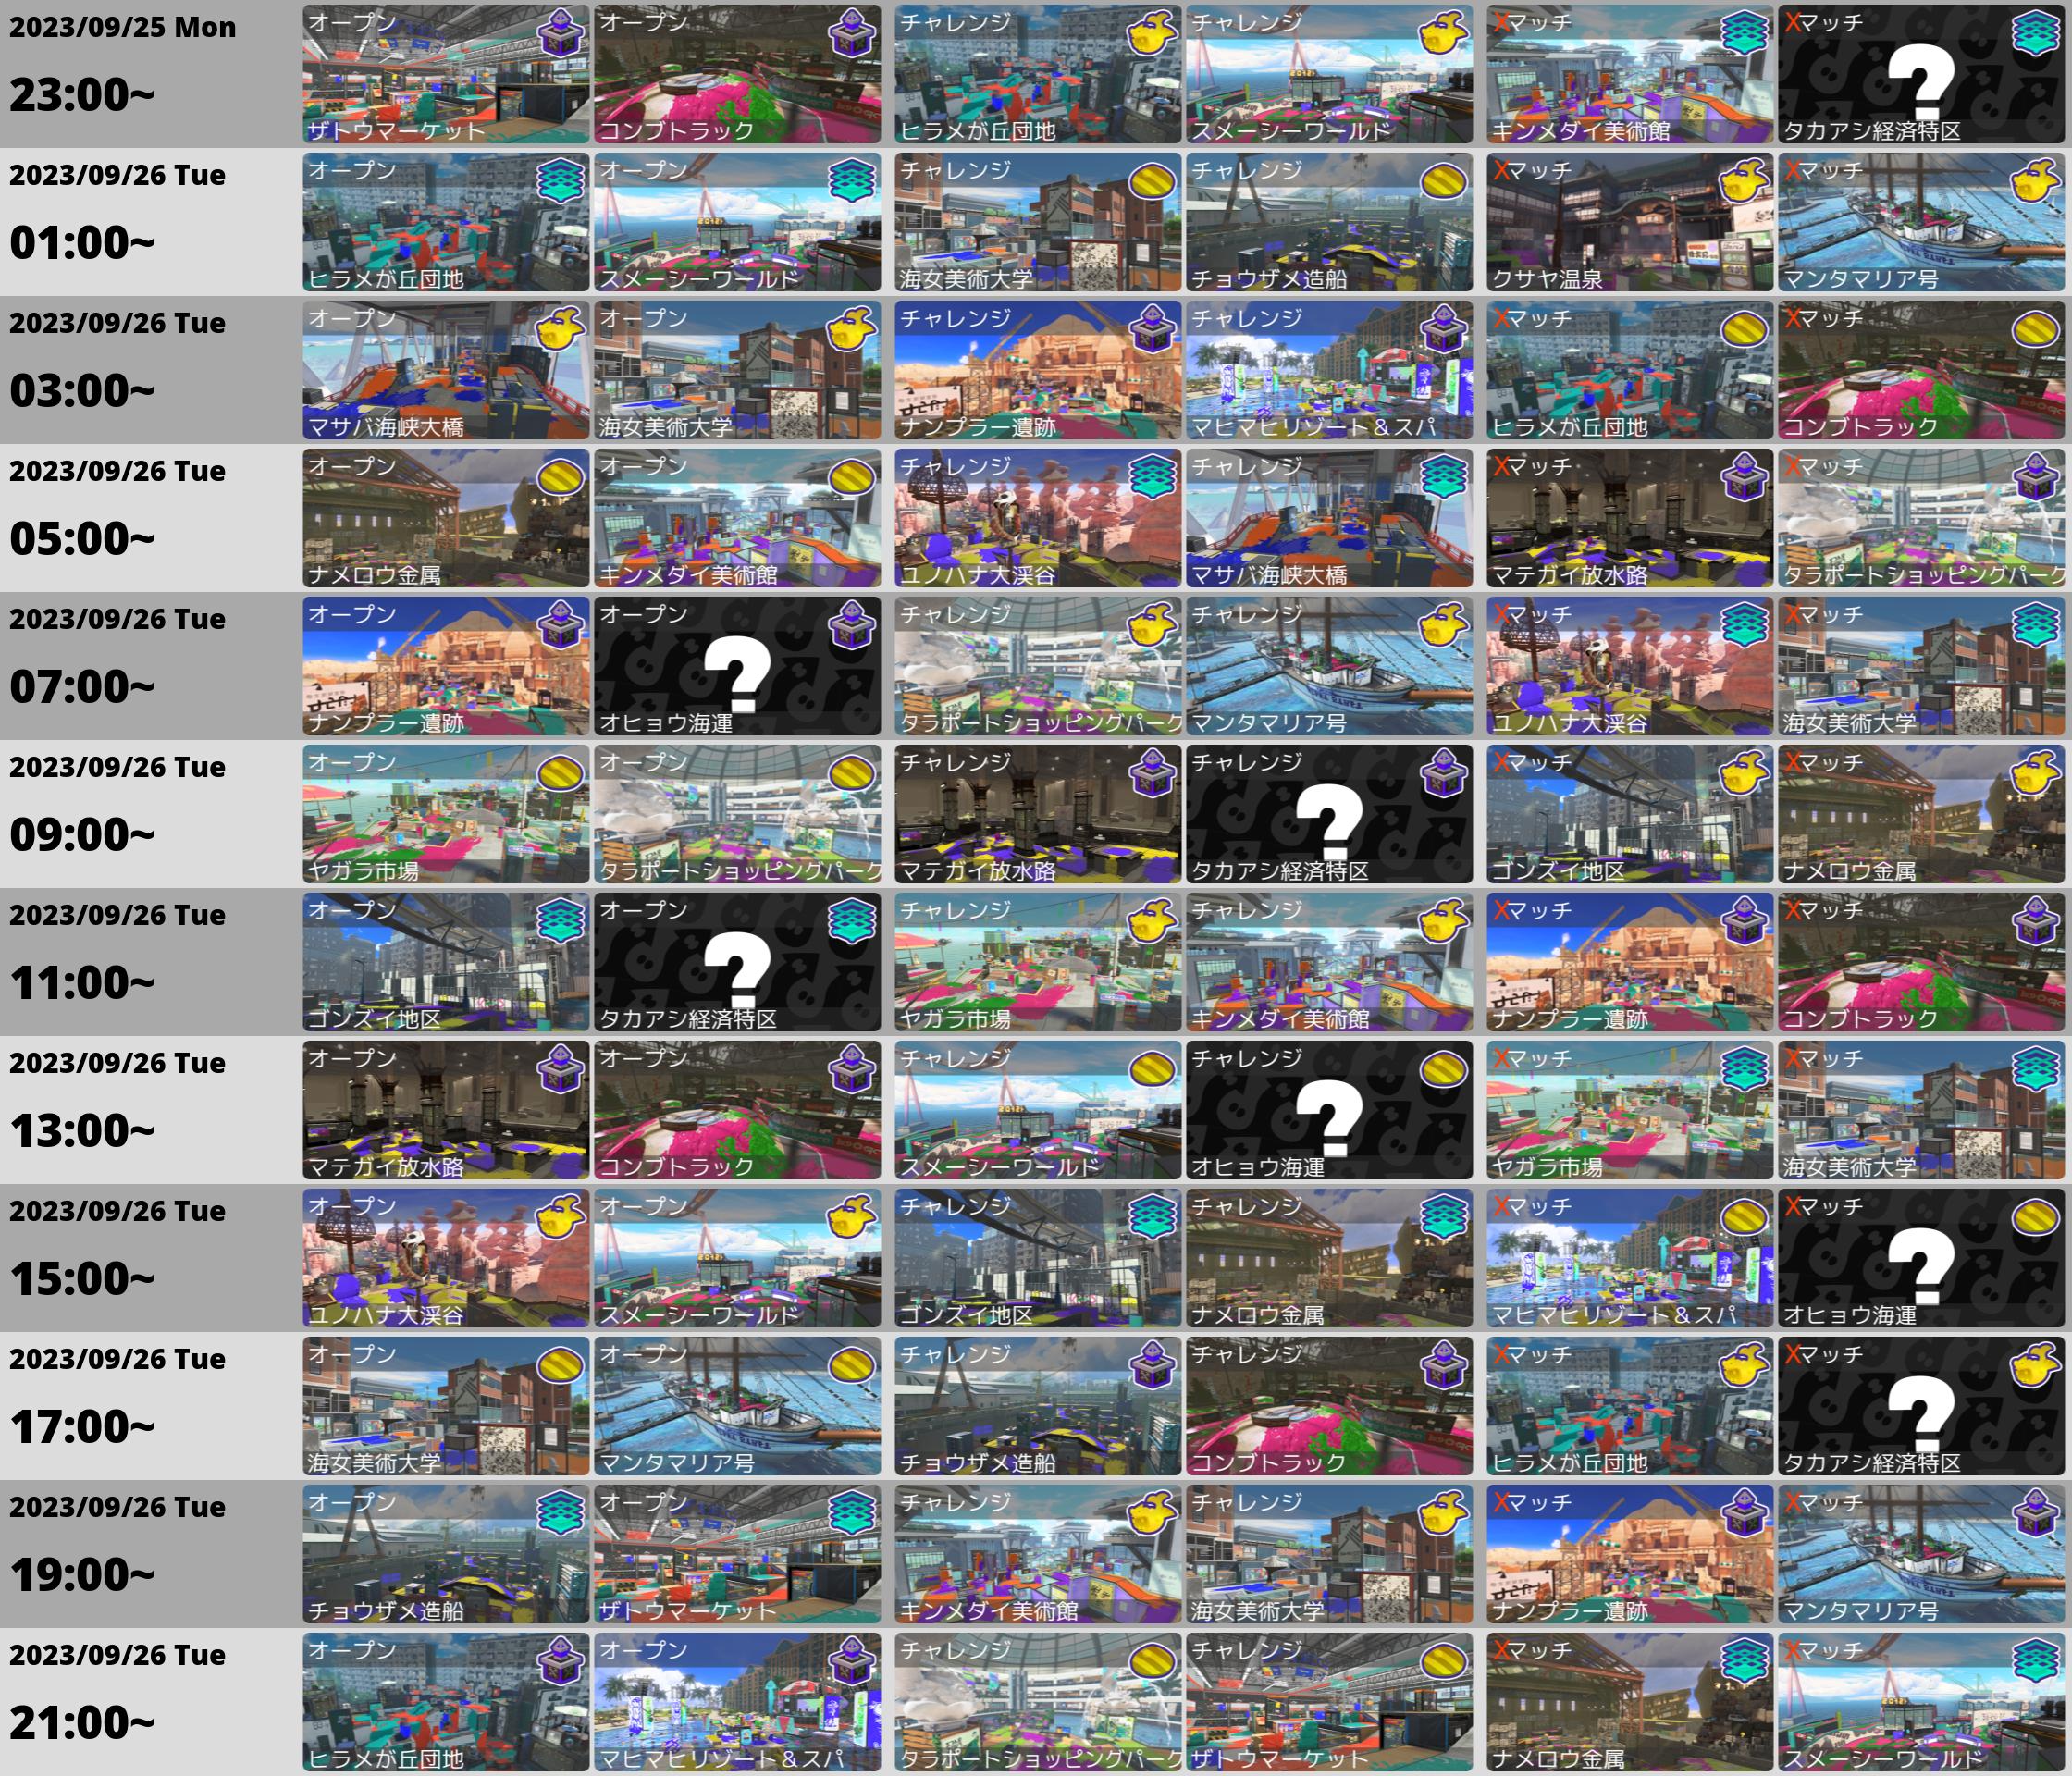 2023/09/25 Mon
23:00~
オープン
ザトウマーケット
オープン
コンブトラック
チャレンジ
ヒラメが丘団地
チャレンジ
スメーシーワールド
Xマッチ
キンメダイ美術館
Xマッチ
タカアシ経済特区
2023/09/26 Tue
01:00~
オープン
ヒラメが丘団地
オープン
スメーシーワールド
チャレンジ
海女美術大学
チャレンジ
チョウザメ造船
Xマッチ
クサヤ温泉
Xマッチ
マンタマリア号
2023/09/26 Tue
03:00~
オープン
マサバ海峡大橋
オープン
海女美術大学
チャレンジ
ナンプラー遺跡
チャレンジ
マヒマヒリゾート&スパ
Xマッチ
ヒラメが丘団地
Xマッチ
コンブトラック
2023/09/26 Tue
05:00~
オープン
ナメロウ金属
オープン
キンメダイ美術館
チャレンジ
ユノハナ大渓谷
チャレンジ
マサバ海峡大橋
Xマッチ
マテガイ放水路
Xマッチ
タラポートショッピングパーク
2023/09/26 Tue
07:00~
オープン
ナンプラー遺跡
オープン
オヒョウ海運
チャレンジ
タラポートショッピングパーク
チャレンジ
マンタマリア号
Xマッチ
ユノハナ大渓谷
Xマッチ
海女美術大学
2023/09/26 Tue
09:00~
オープン
ヤガラ市場
オープン
タラポートショッピングパーク
チャレンジ
マテガイ放水路
チャレンジ
タカアシ経済特区
Xマッチ
ゴンズイ地区
Xマッチ
ナメロウ金属
2023/09/26 Tue
11:00~
オープン
ゴンズイ地区
オープン
タカアシ経済特区
チャレンジ
ヤガラ市場
チャレンジ
キンメダイ美術館
Xマッチ
ナンプラー遺跡
Xマッチ
コンブトラック
2023/09/26 Tue
13:00~
オープン
マテガイ放水路
オープン
コンブトラック
チャレンジ
スメーシーワールド
チャレンジ
オヒョウ海運
Xマッチ
ヤガラ市場
Xマッチ
海女美術大学
2023/09/26 Tue
15:00~
オープン
ユノハナ大渓谷
オープン
スメーシーワールド
チャレンジ
ゴンズイ地区
チャレンジ
ナメロウ金属
Xマッチ
マヒマヒリゾート&スパ
Xマッチ
オヒョウ海運
2023/09/26 Tue
17:00~
オープン
海女美術大学
オープン
マンタマリア号
チャレンジ
チョウザメ造船
チャレンジ
コンブトラック
Xマッチ
ヒラメが丘団地
Xマッチ
タカアシ経済特区
2023/09/26 Tue
19:00~
オープン
チョウザメ造船
オープン
ザトウマーケット
チャレンジ
キンメダイ美術館
チャレンジ
海女美術大学
Xマッチ
ナンプラー遺跡
Xマッチ
マンタマリア号
2023/09/26 Tue
21:00~
オープン
ヒラメが丘団地
オープン
マヒマヒリゾート&スパ
チャレンジ
タラポートショッピングパーク
チャレンジ
ザトウマーケット
Xマッチ
ナメロウ金属
Xマッチ
スメーシーワールド